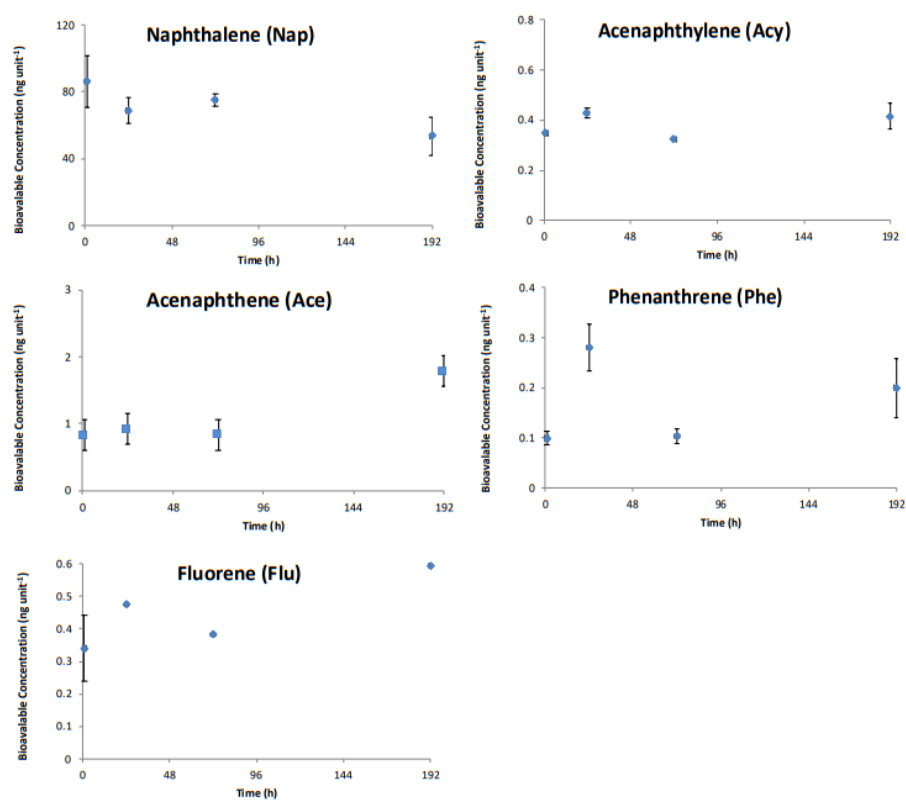 Naphthalene (Nap)
Bioavalable Concentration (ng unit⁻¹)
120
80
40
0
0 48 96 144 192
Time (h)
Acenaphthylene (Acy)
Bioavalable Concentration (ng unit⁻¹)
0.8
0.6
0.4
0.2
0
0 48 96 144 192
Time (h)
Acenaphthene (Ace)
Bioavalable Concentration (ng unit⁻¹)
3
2
1
0
0 48 96 144 192
Time (h)
Phenanthrene (Phe)
Bioavalable Concentration (ng unit⁻¹)
0.4
0.3
0.2
0.1
0
0 48 96 144 192
Time (h)
Fluorene (Flu)
Bioavalable Concentration (ng unit⁻¹)
0.6
0.5
0.4
0.3
0.2
0.1
0
0 48 96 144 192
Time (h)